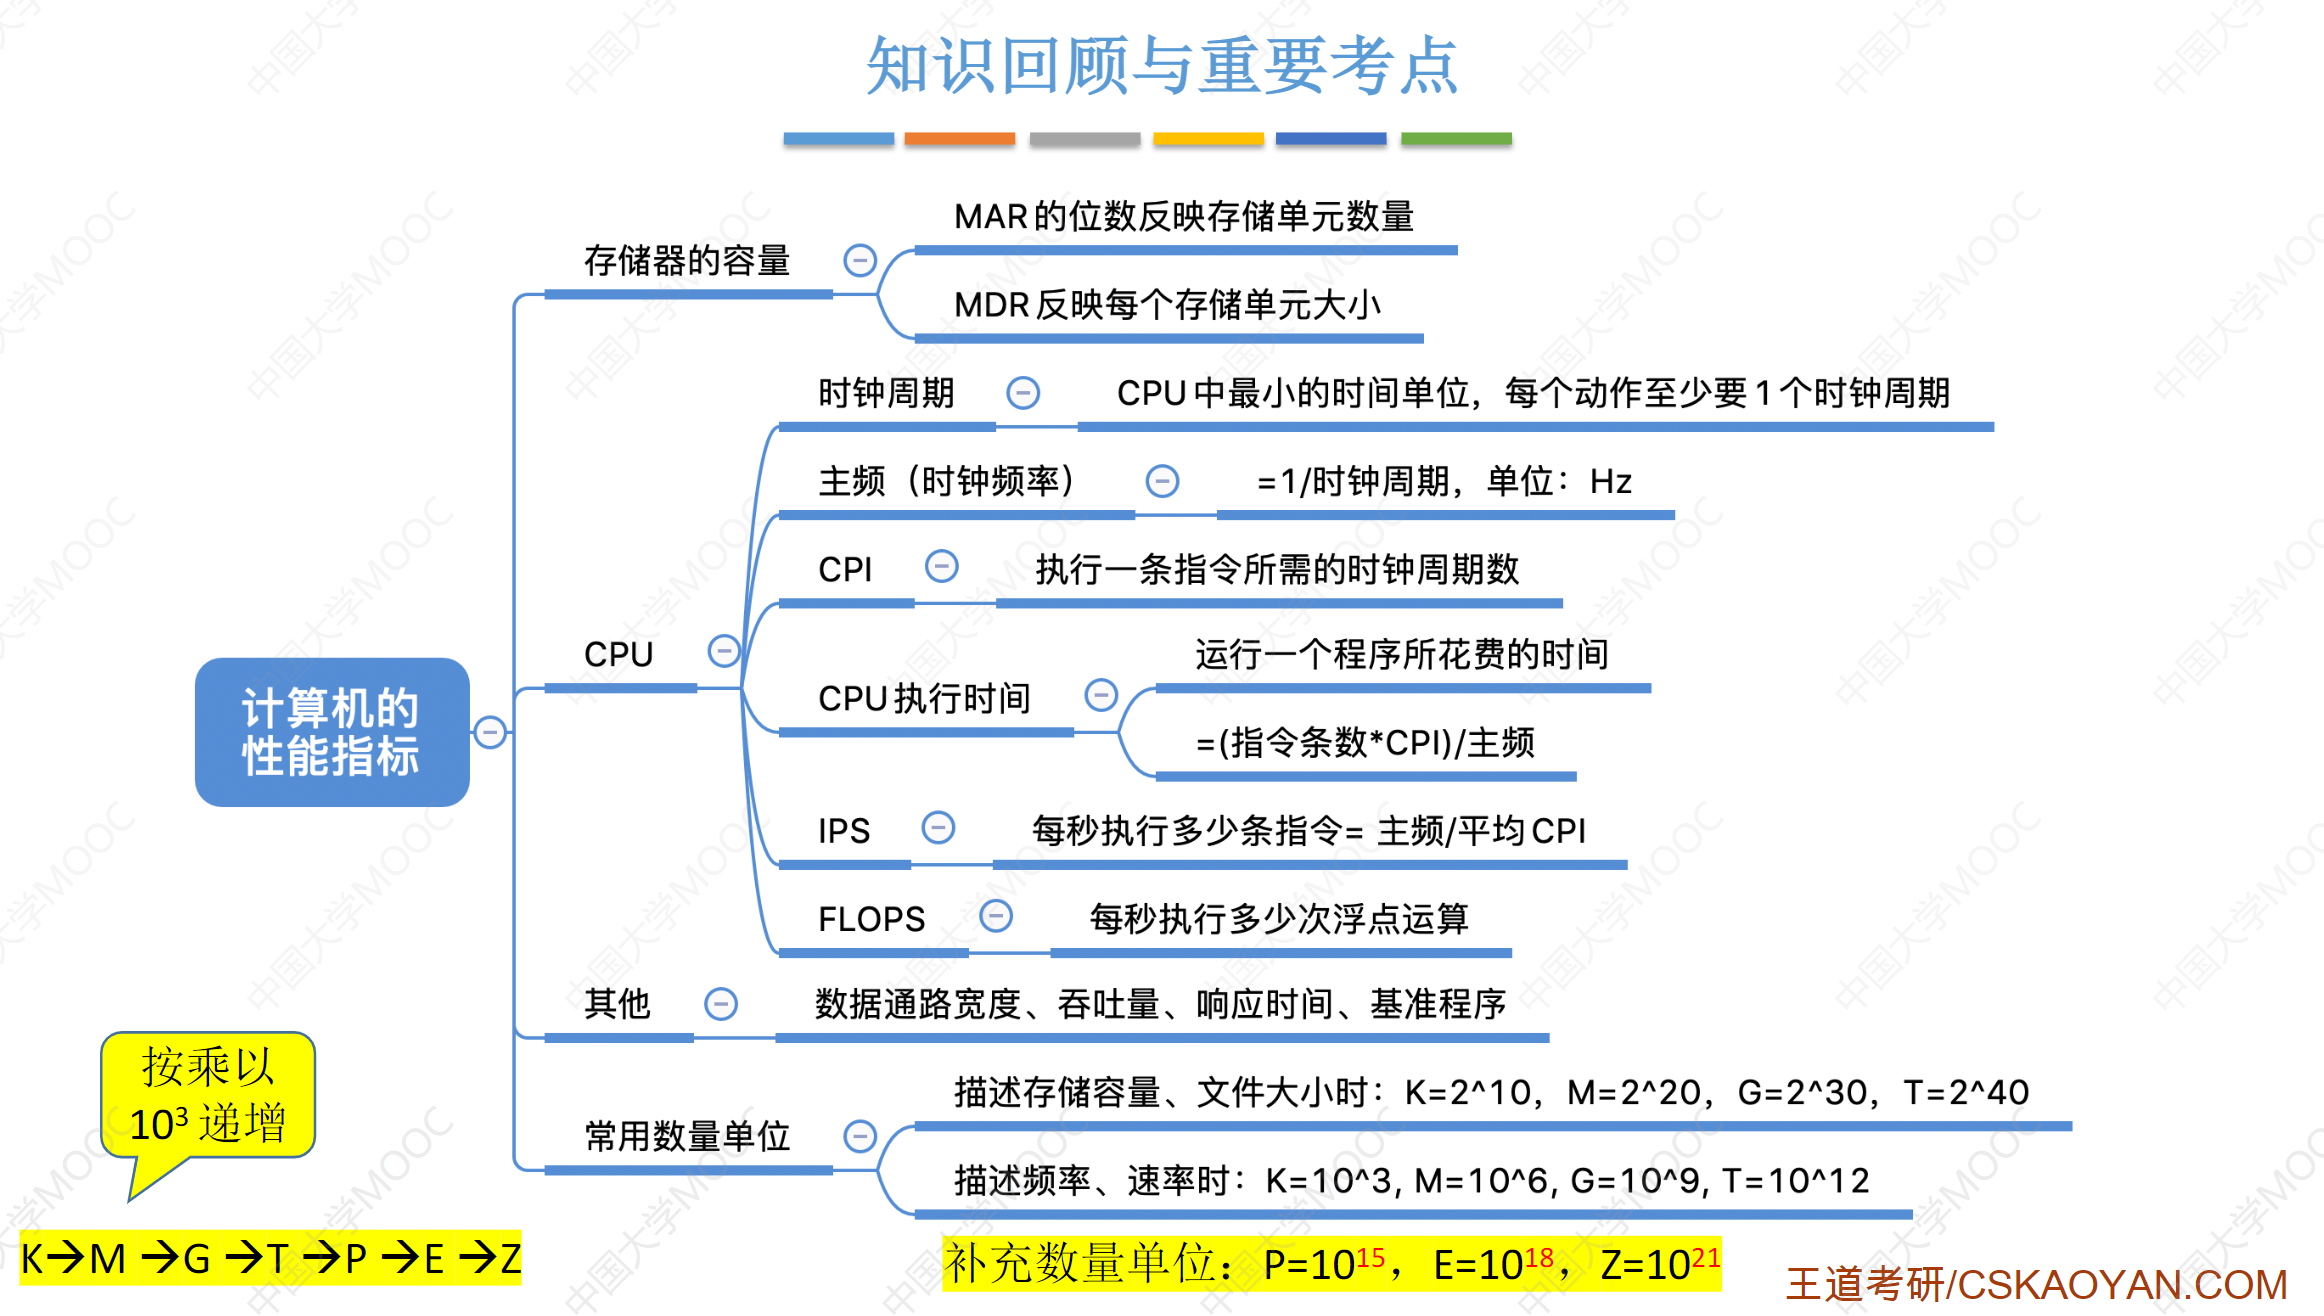 知识回顾与重要考点
MAR的位数反映存储单元数量
存储器的容量
MDR反映每个存储单元大小
时钟周期
CPU中最小的时间单位，每个动作至少要1个时钟周期
主频（时钟频率）
=1/时钟周期，单位：Hz
CPI
执行一条指令所需的时钟周期数
CPU
运行一个程序所花费的时间
CPU执行时间
=(指令条数*CPI)/主频
计算机的
性能指标
IPS
每秒执行多少条指令= 主频/平均CPI
FLOPS
每秒执行多少次浮点运算
其他
数据通路宽度、吞吐量、响应时间、基准程序
按乘以
10³ 递增
描述存储容量、文件大小时：K=2^10，M=2^20，G=2^30，T=2^40
常用数量单位
描述频率、速率时：K=10^3, M=10^6, G=10^9, T=10^12
K→M →G →T →P →E →Z
补充数量单位：P=10¹⁵，E=10¹⁸，Z=10²¹
王道考研/CSKAOYAN.COM
中国大学MOOC